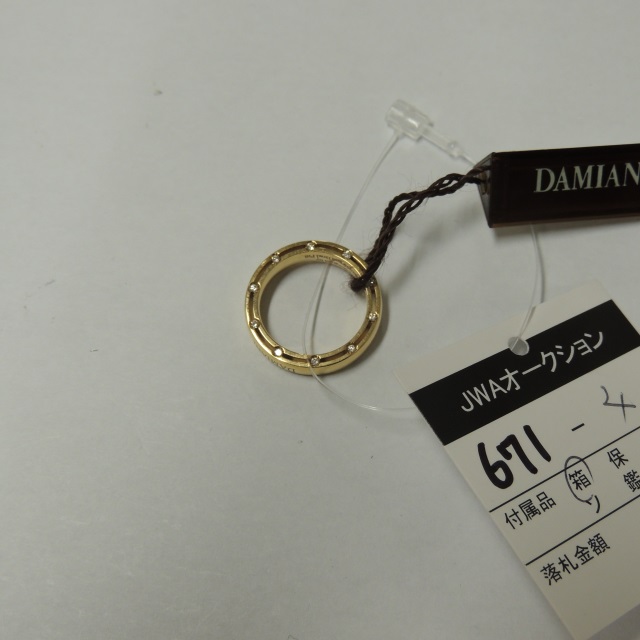 DAMIAN
JWAオークション
671-4
付属品 箱 保
ソ 鑑
落札金額